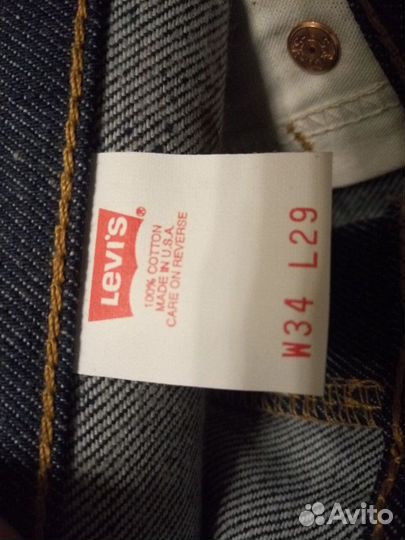 Levi's ®
100% COTTON
MADE IN U.S.A.
CARE ON REVERSE
W34 L29
Avito